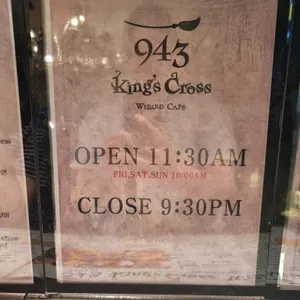 943
King's Cross
WIZARD CAFE
OPEN 11:30AM
FRI,SAT,SUN 10:00AM
CLOSE 9:30PM